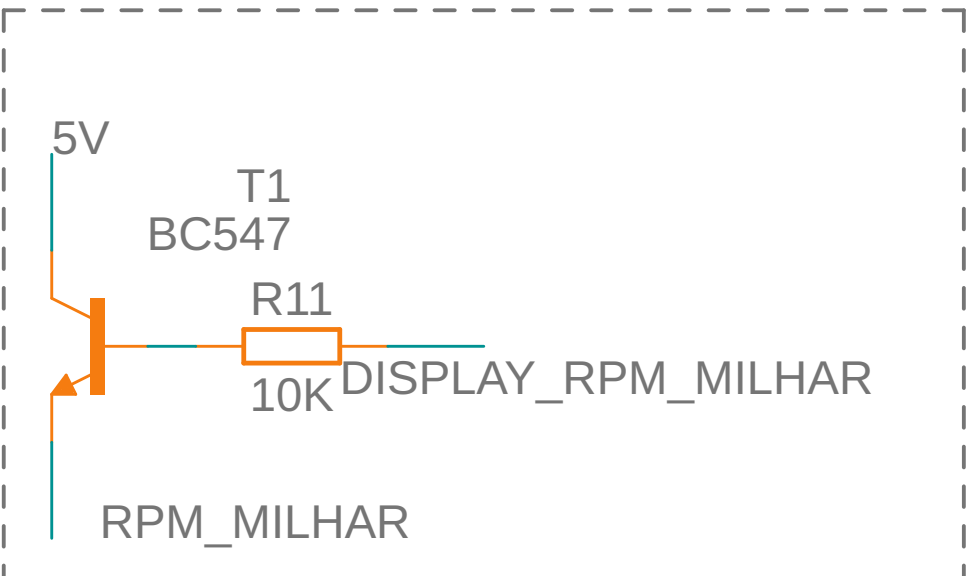 5V
T1
BC547
R11
10K
DISPLAY_RPM_MILHAR
RPM_MILHAR